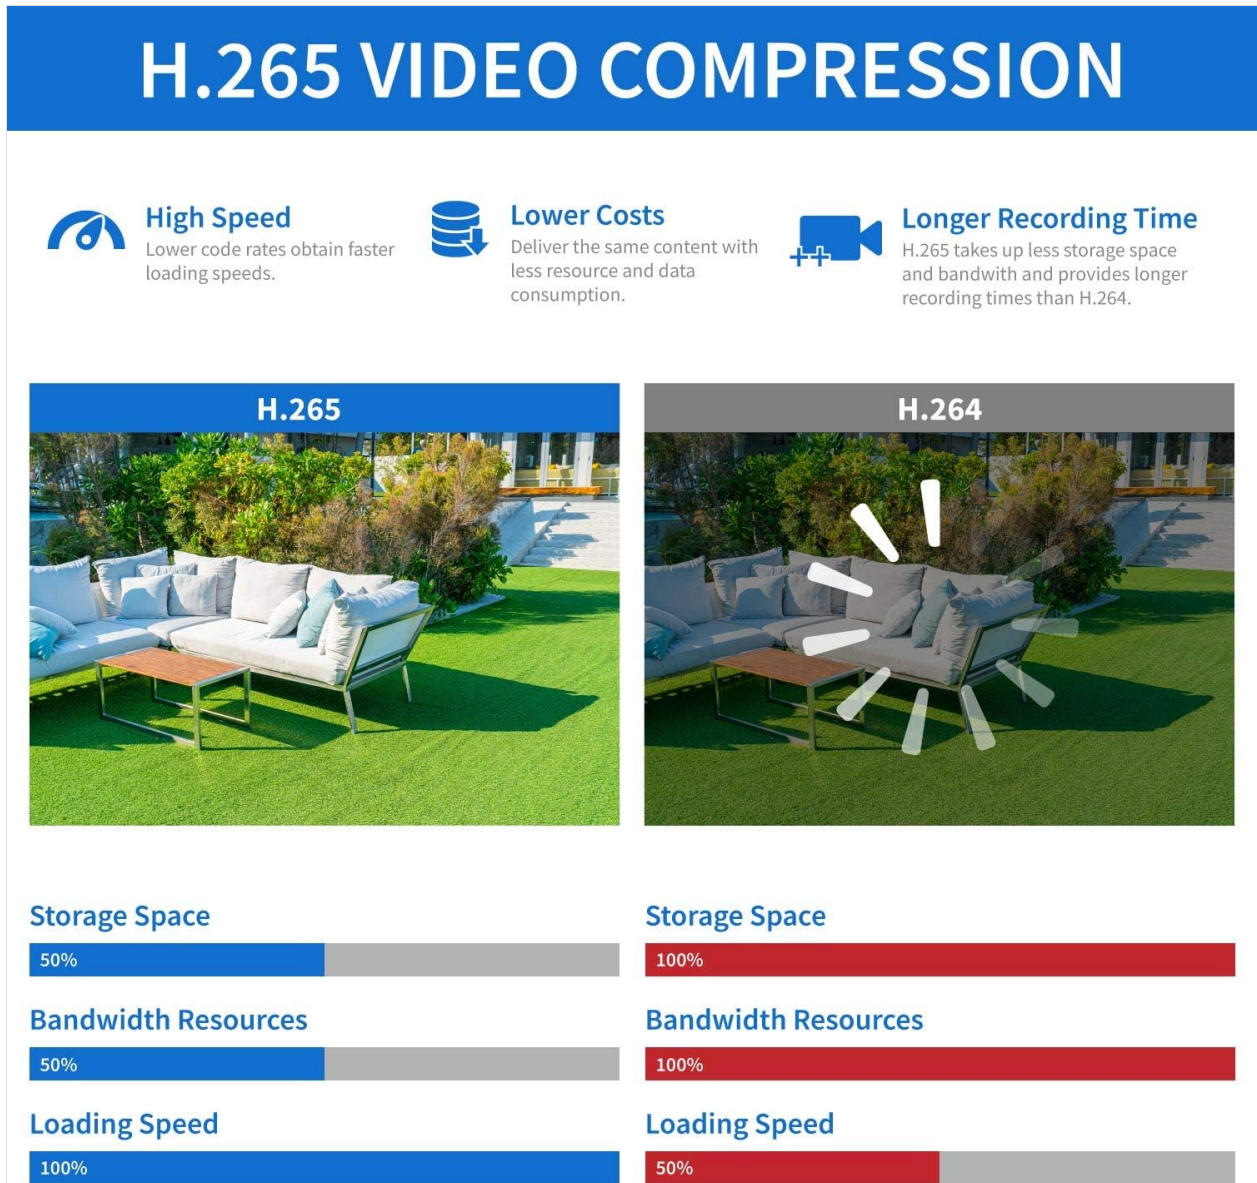 H.265 VIDEO COMPRESSION
High Speed
Lower code rates obtain faster
loading speeds.
Lower Costs
Deliver the same content with
less resource and data
consumption.
Longer Recording Time
H.265 takes up less storage space
and bandwith and provides longer
recording times than H.264.
H.265
H.264
Storage Space
50%
Bandwidth Resources
50%
Loading Speed
100%
Storage Space
100%
Bandwidth Resources
100%
Loading Speed
50%